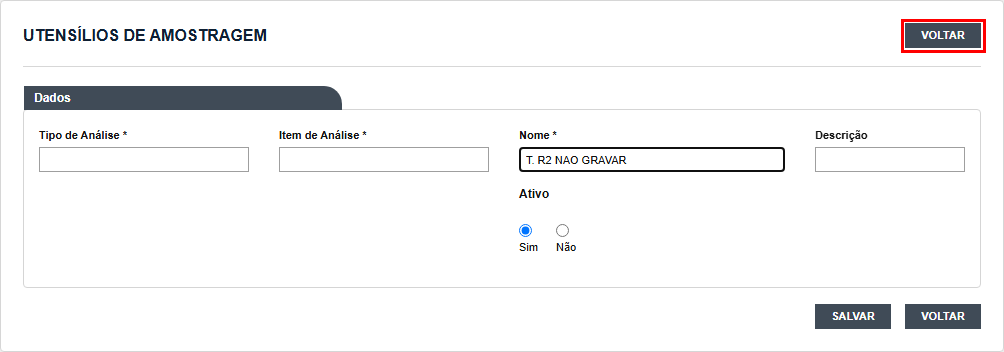 UTENSÍLIOS DE AMOSTRAGEM
VOLTAR
Dados
Tipo de Análise * Item de Análise * Nome * Descrição
T. R2 NAO GRAVAR
Ativo
Sim Não
SALVAR VOLTAR